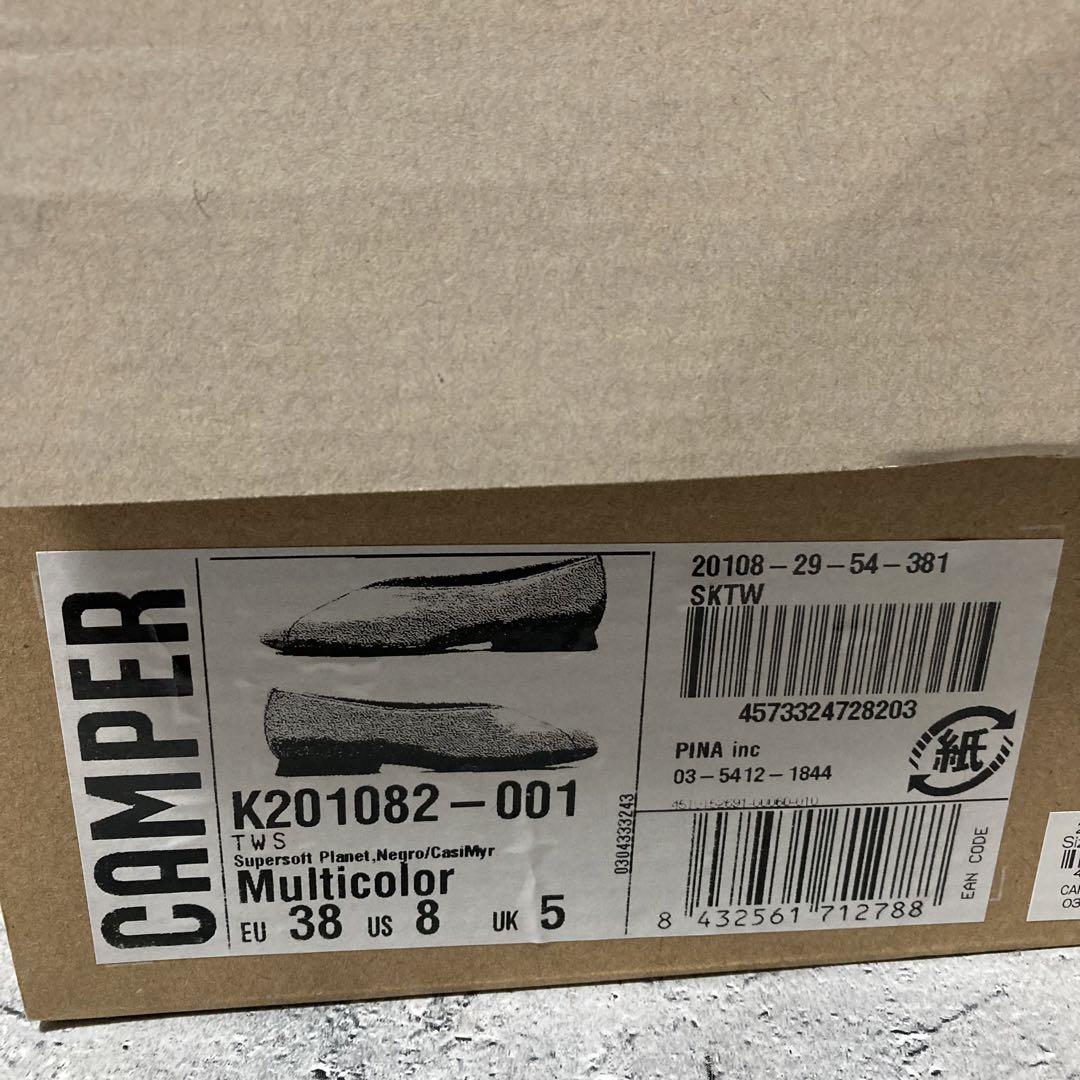 CAMPER
K201082-001
TWS
Supersoft Planet,Negro/CasiMyr
Multicolor
EU 38 US 8 UK 5
0304333243
20108-29-54-381
SKTW
4573324728203
PINA inc
03-5412-1844
紙
8 432561 712788
EAN CODE